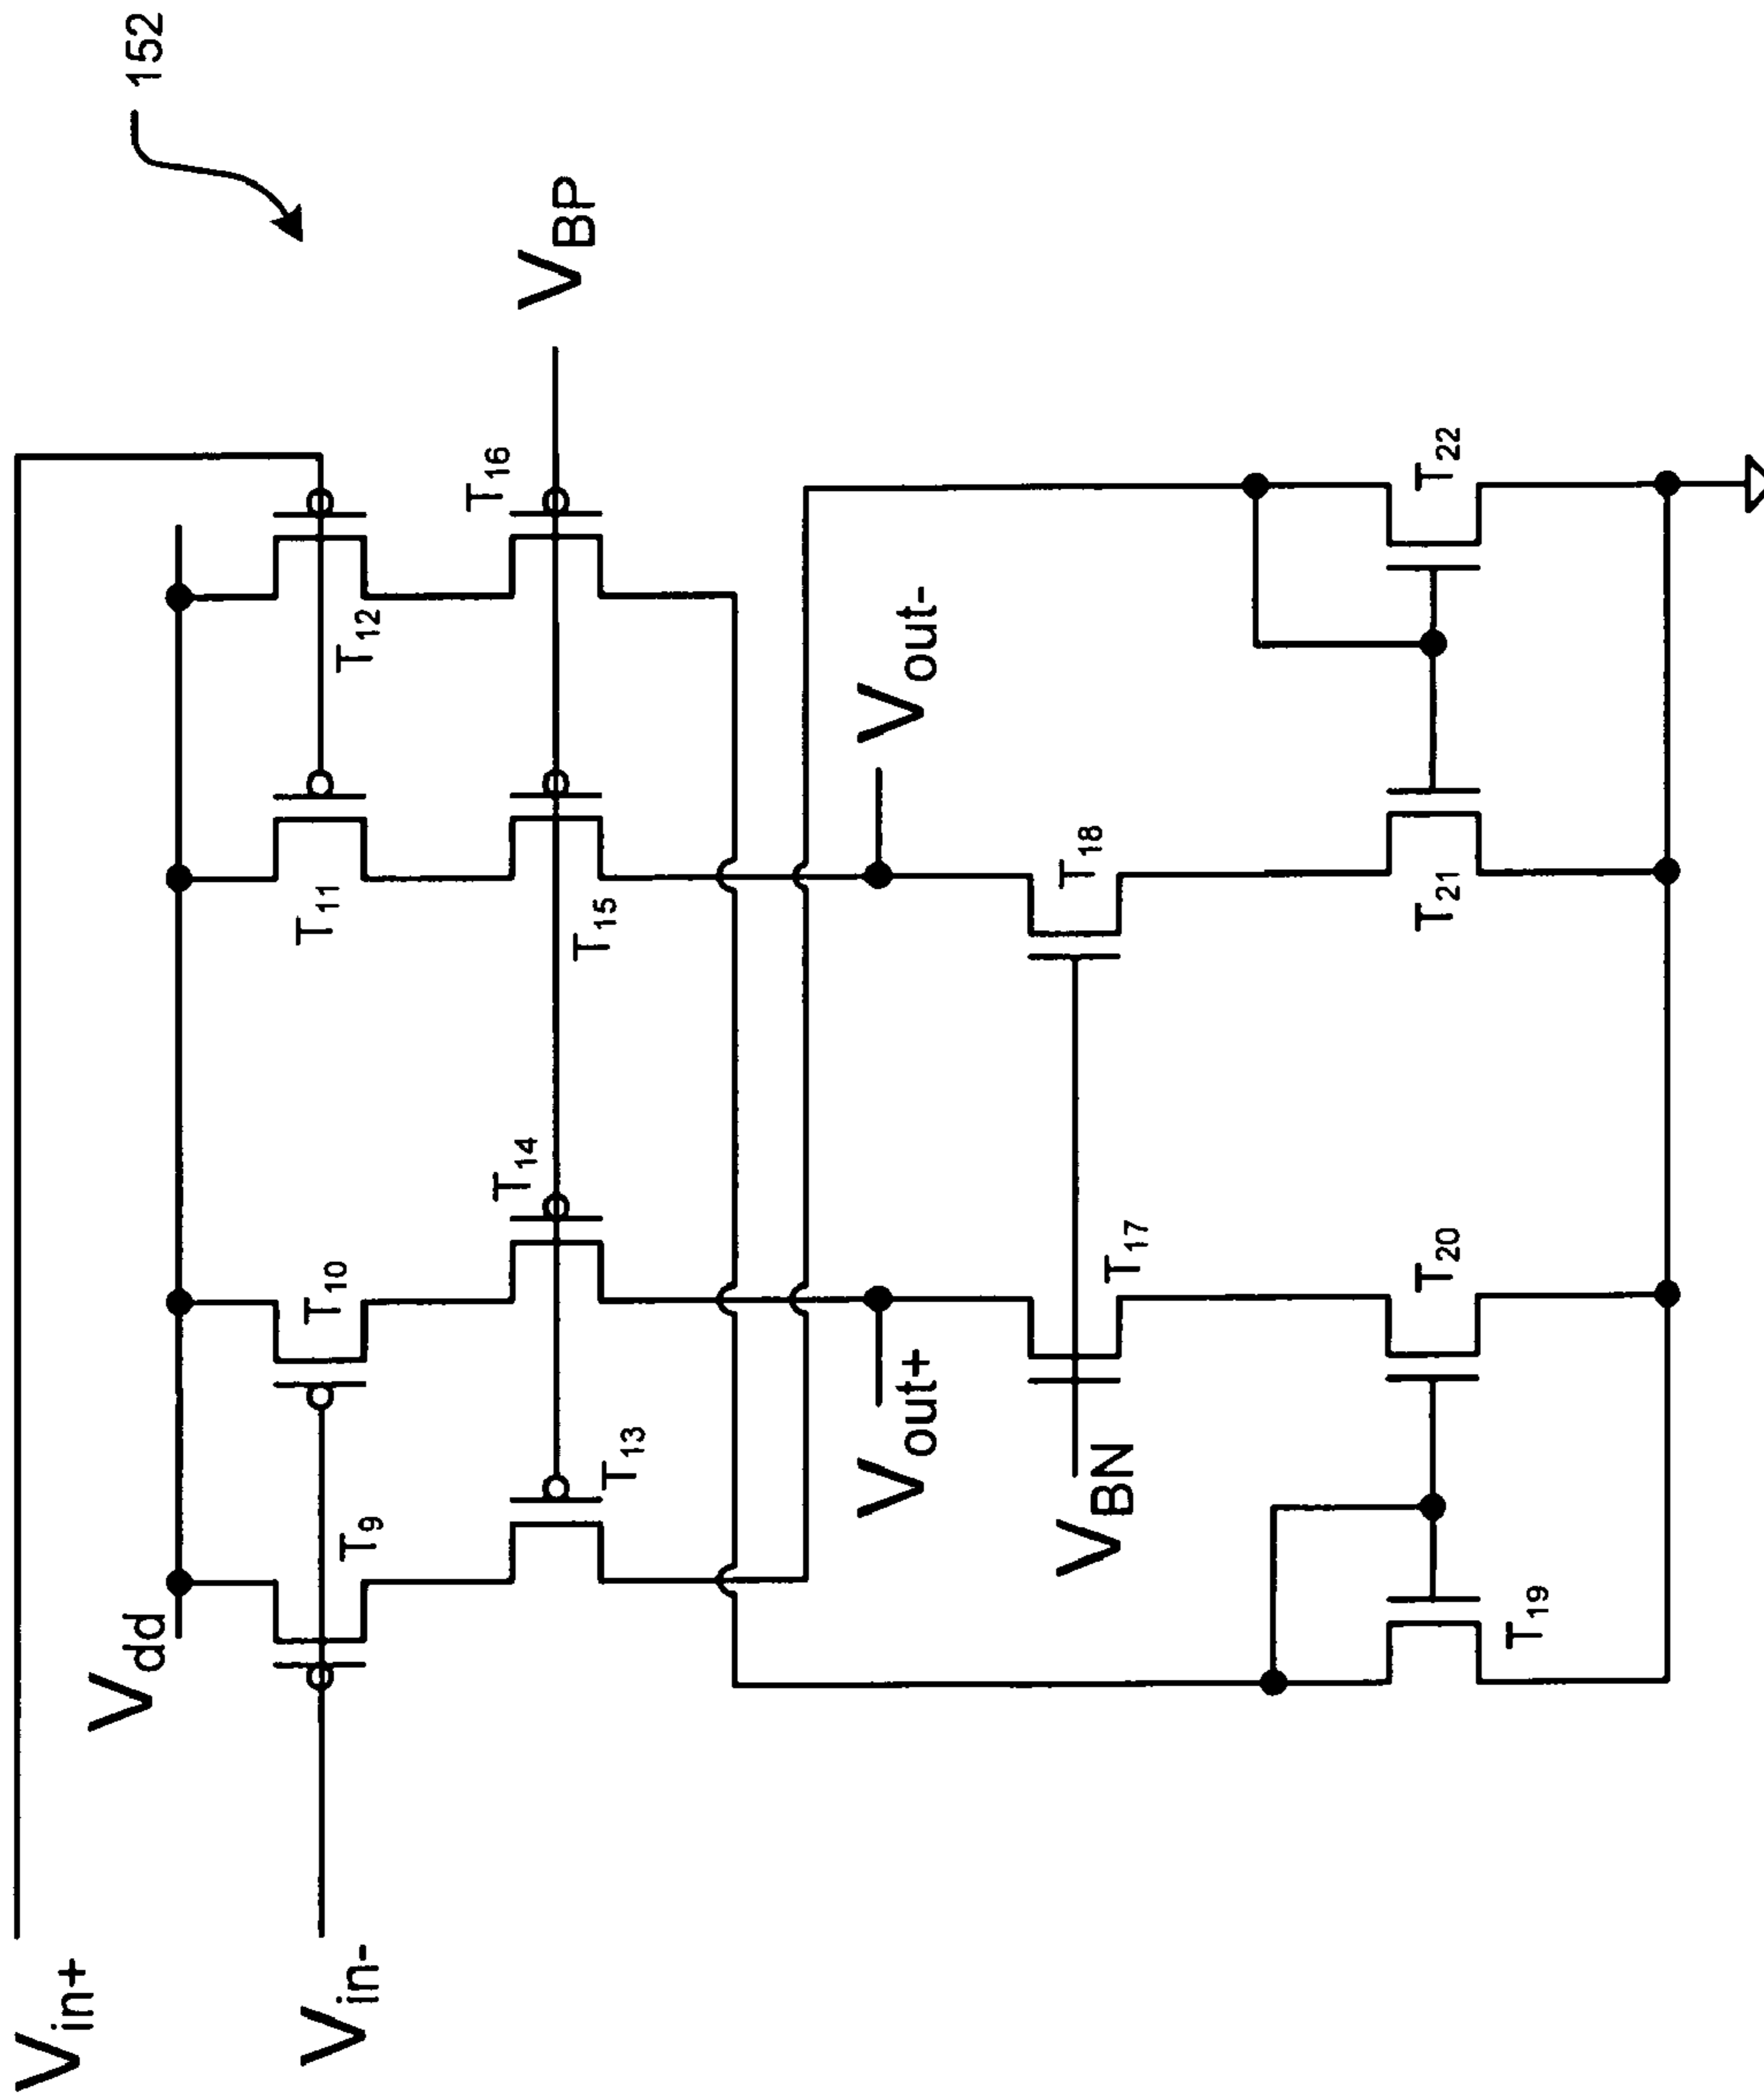 152
V_in+
V_dd
V_in-
T_9
T_10
T_11
T_12
V_BP
T_13
T_14
T_15
T_16
V_out+
V_out-
V_BN
T_17
T_18
T_19
T_20
T_21
T_22